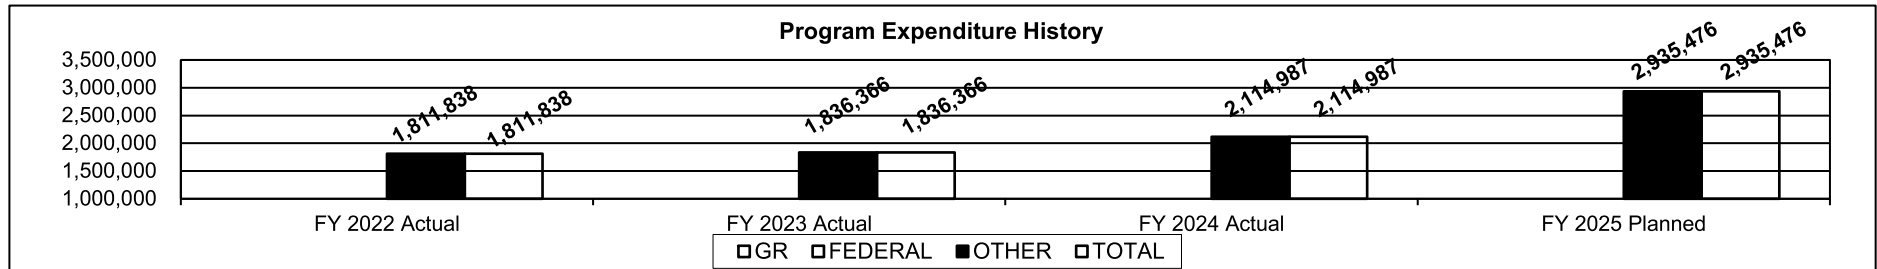 Program Expenditure History
3,500,000
3,000,000
2,500,000
2,000,000
1,500,000
1,000,000
1,811,838
1,811,838
1,836,366
1,836,366
2,114,987
2,114,987
2,935,476
2,935,476
FY 2022 Actual
FY 2023 Actual
FY 2024 Actual
FY 2025 Planned
GR FEDERAL OTHER TOTAL